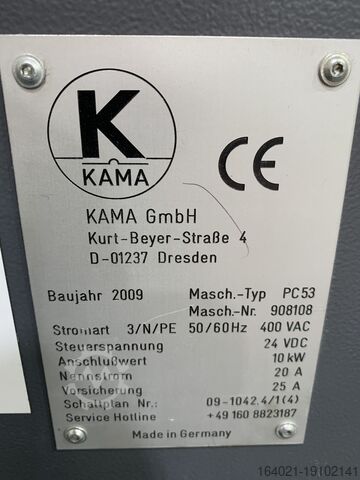 K
KAMA
CE
KAMA GmbH
Kurt-Beyer-Straße 4
D-01237 Dresden
Baujahr 2009 Masch.-Typ PC53
Masch.-Nr. 908108
Stromart 3/N/PE 50/60Hz 400 VAC
Steuerspannung 24 VDC
Anschlußwert 10 kW
Nennstrom 20 A
Vorsicherung 25 A
Schaltplan Nr.: 09-1042.4/1(4)
Service Hotline +49 160 8823187
Made in Germany
164021-19102141